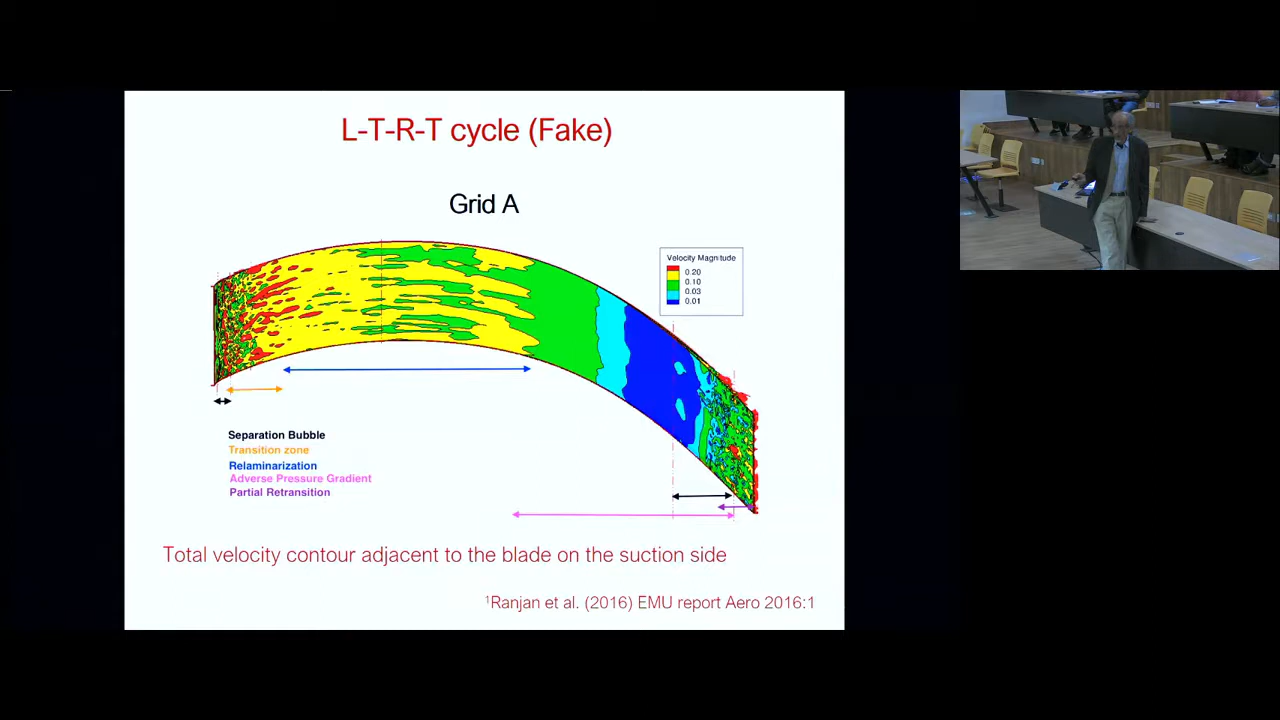 L-T-R-T cycle (Fake)
Grid A
Velocity Magnitude
0.20
0.10
0.03
0.01
Separation Bubble
Transition zone
Relaminarization
Adverse Pressure Gradient
Partial Retransition
Total velocity contour adjacent to the blade on the suction side
¹Ranjan et al. (2016) EMU report Aero 2016:1